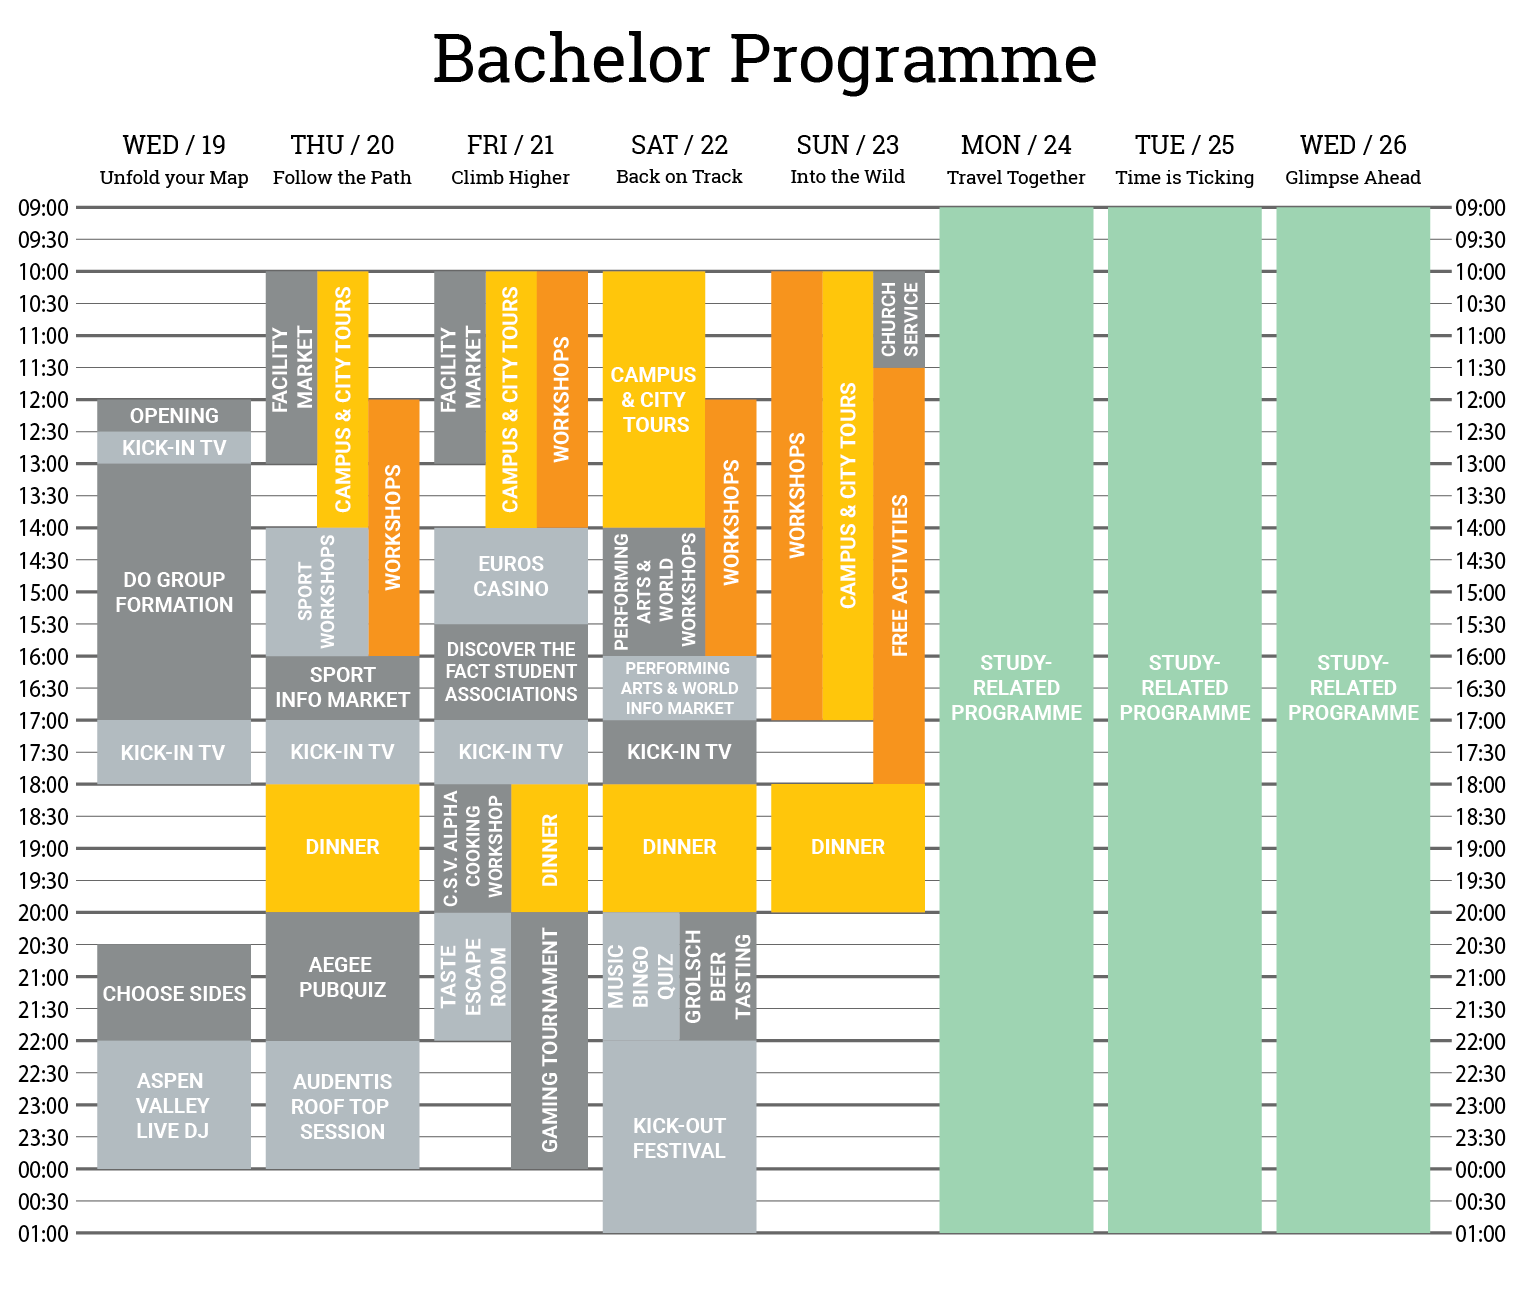 Bachelor Programme
WED / 19
Unfold your Map
THU / 20
Follow the Path
FRI / 21
Climb Higher
SAT / 22
Back on Track
SUN / 23
Into the Wild
MON / 24
Travel Together
TUE / 25
Time is Ticking
WED / 26
Glimpse Ahead
09:00
09:30
10:00
10:30
11:00
11:30
12:00
12:30
13:00
13:30
14:00
14:30
15:00
15:30
16:00
16:30
17:00
17:30
18:00
18:30
19:00
19:30
20:00
20:30
21:00
21:30
22:00
22:30
23:00
23:30
00:00
00:30
01:00
OPENING
KICK-IN TV
DO GROUP
FORMATION
KICK-IN TV
CHOOSE SIDES
ASPEN
VALLEY
LIVE DJ
FACILITY
MARKET
CAMPUS & CITY TOURS
WORKSHOPS
SPORT
WORKSHOPS
SPORT
INFO MARKET
KICK-IN TV
DINNER
AEGEE
PUBQUIZ
AUDENTIS
ROOF TOP
SESSION
FACILITY
MARKET
CAMPUS & CITY TOURS
WORKSHOPS
EUROS
CASINO
DISCOVER THE
FACT STUDENT
ASSOCIATIONS
KICK-IN TV
C.S.V. ALPHA
COOKING
WORKSHOP
DINNER
TASTE
ESCAPE
ROOM
GAMING TOURNAMENT
CAMPUS
& CITY
TOURS
WORKSHOPS
PERFORMING
ARTS &
WORLD
WORKSHOPS
PERFORMING
ARTS & WORLD
INFO MARKET
KICK-IN TV
DINNER
MUSIC
BINGO
QUIZ
GROLSCH
BEER
TASTING
KICK-OUT
FESTIVAL
WORKSHOPS
CAMPUS & CITY TOURS
CHURCH
SERVICE
FREE ACTIVITIES
DINNER
STUDY-
RELATED
PROGRAMME
STUDY-
RELATED
PROGRAMME
STUDY-
RELATED
PROGRAMME
09:00
09:30
10:00
10:30
11:00
11:30
12:00
12:30
13:00
13:30
14:00
14:30
15:00
15:30
16:00
16:30
17:00
17:30
18:00
18:30
19:00
19:30
20:00
20:30
21:00
21:30
22:00
22:30
23:00
23:30
00:00
00:30
01:00